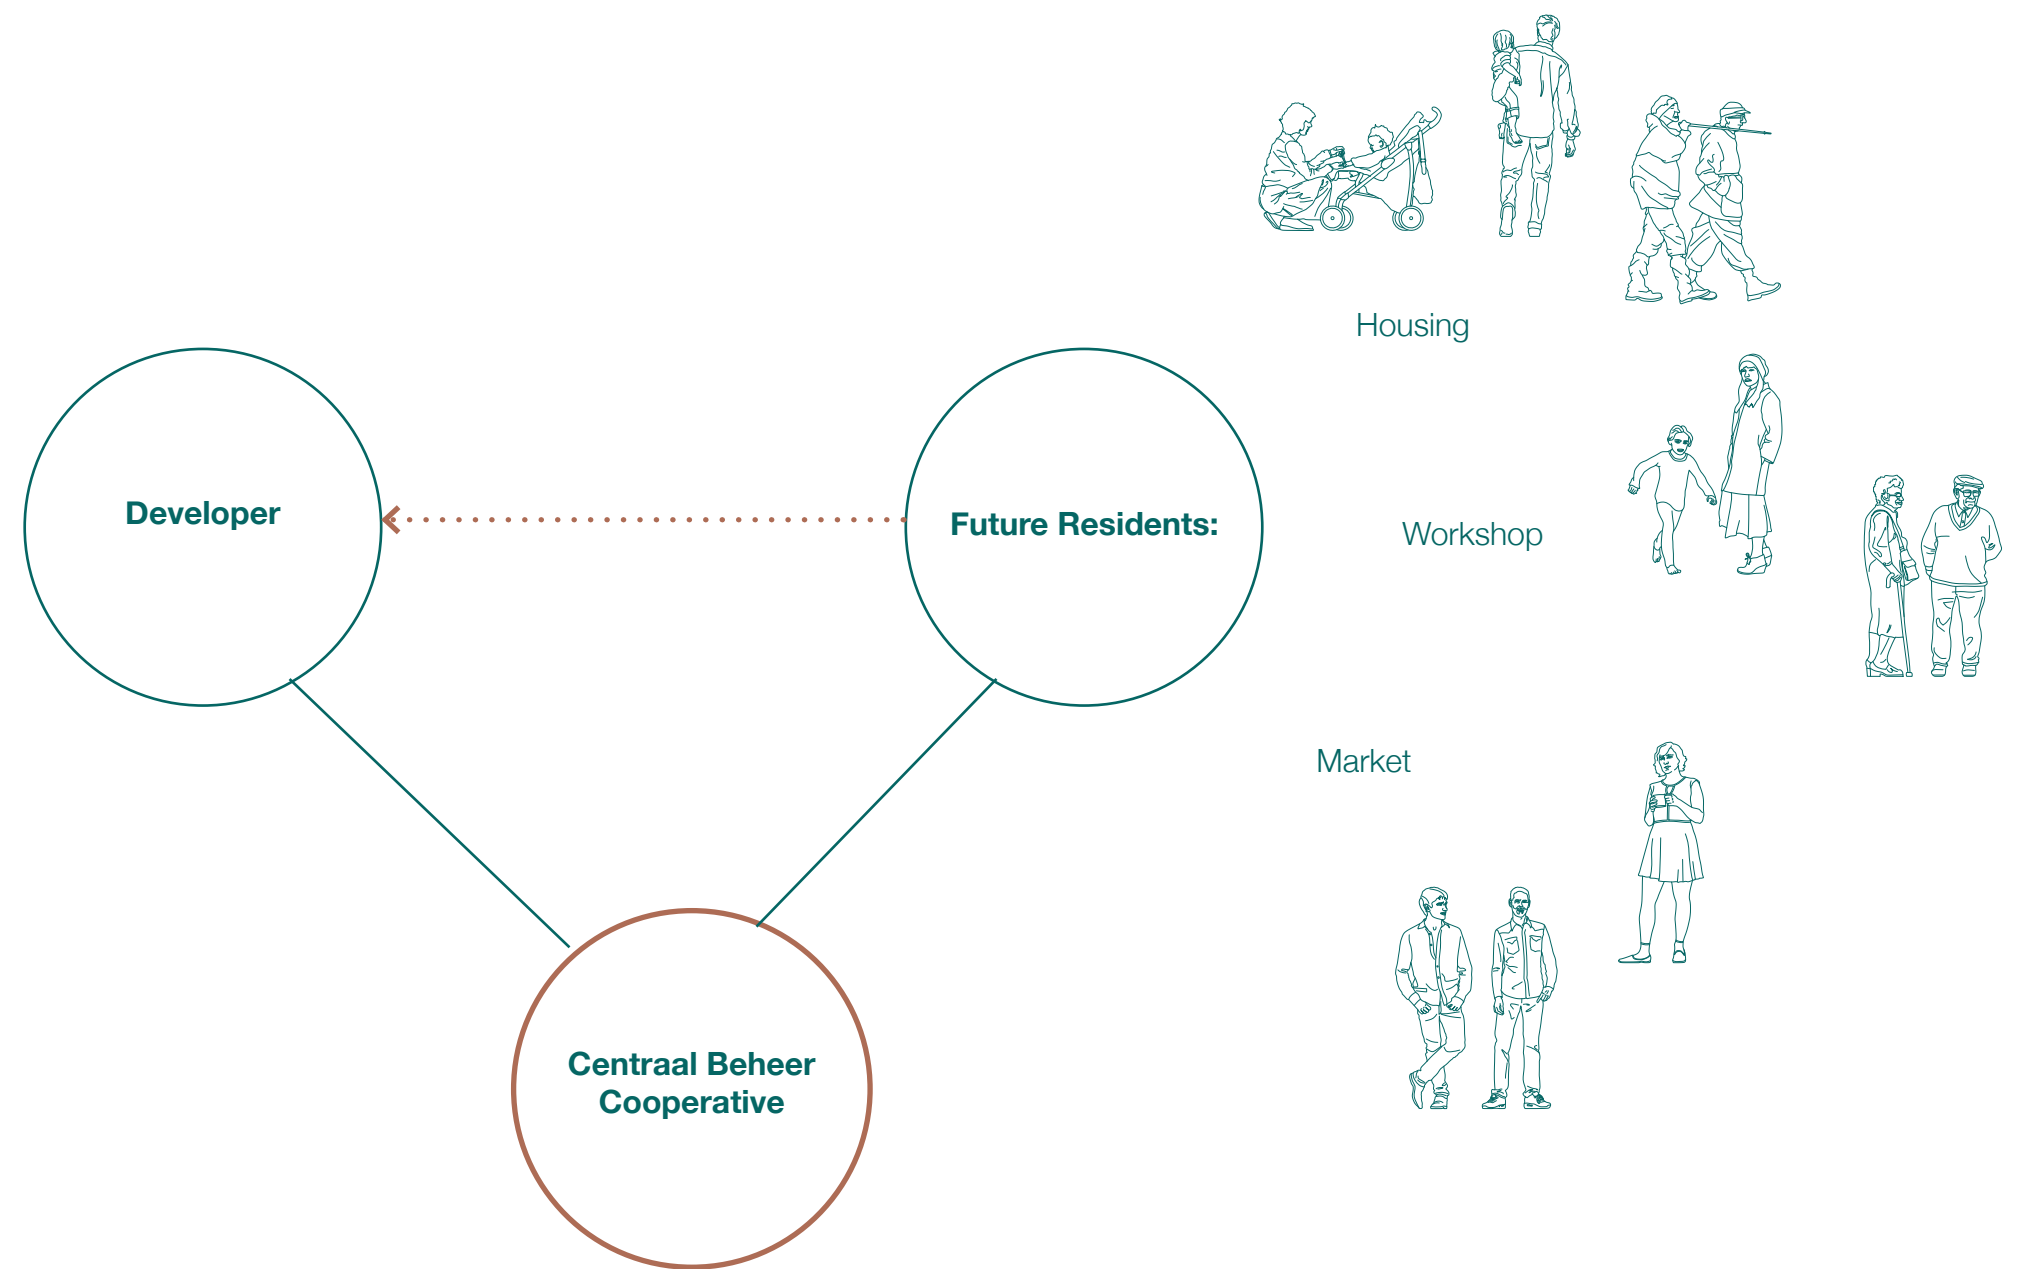 Housing
Developer
Future Residents:
Workshop
Market
Centraal Beheer
Cooperative